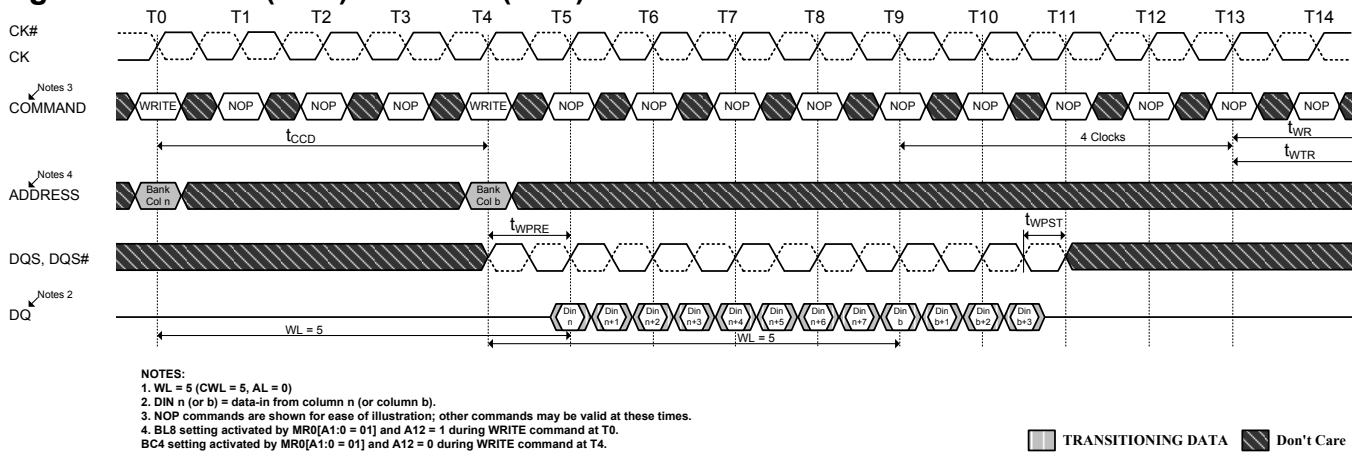 T0 T1 T2 T3 T4 T5 T6 T7 T8 T9 T10 T11 T12 T13 T14
CK#
CK
Notes 3
COMMAND
WRITE NOP NOP NOP WRITE NOP NOP NOP NOP NOP NOP NOP NOP NOP NOP
tCCD
4 Clocks
tWR
tWTR
Notes 4
ADDRESS
Bank Col n
Bank Col b
tWPRE
tWPST
DQS, DQS#
Notes 2
DQ
Din n Din n+1 Din n+2 Din n+3 Din n+4 Din n+5 Din n+6 Din n+7 Din b Din b+1 Din b+2 Din b+3
WL = 5
WL = 5
NOTES:
1. WL = 5 (CWL = 5, AL = 0)
2. DIN n (or b) = data-in from column n (or column b).
3. NOP commands are shown for ease of illustration; other commands may be valid at these times.
4. BL8 setting activated by MR0[A1:0 = 01] and A12 = 1 during WRITE command at T0.
BC4 setting activated by MR0[A1:0 = 01] and A12 = 0 during WRITE command at T4.
TRANSITIONING DATA
Don't Care